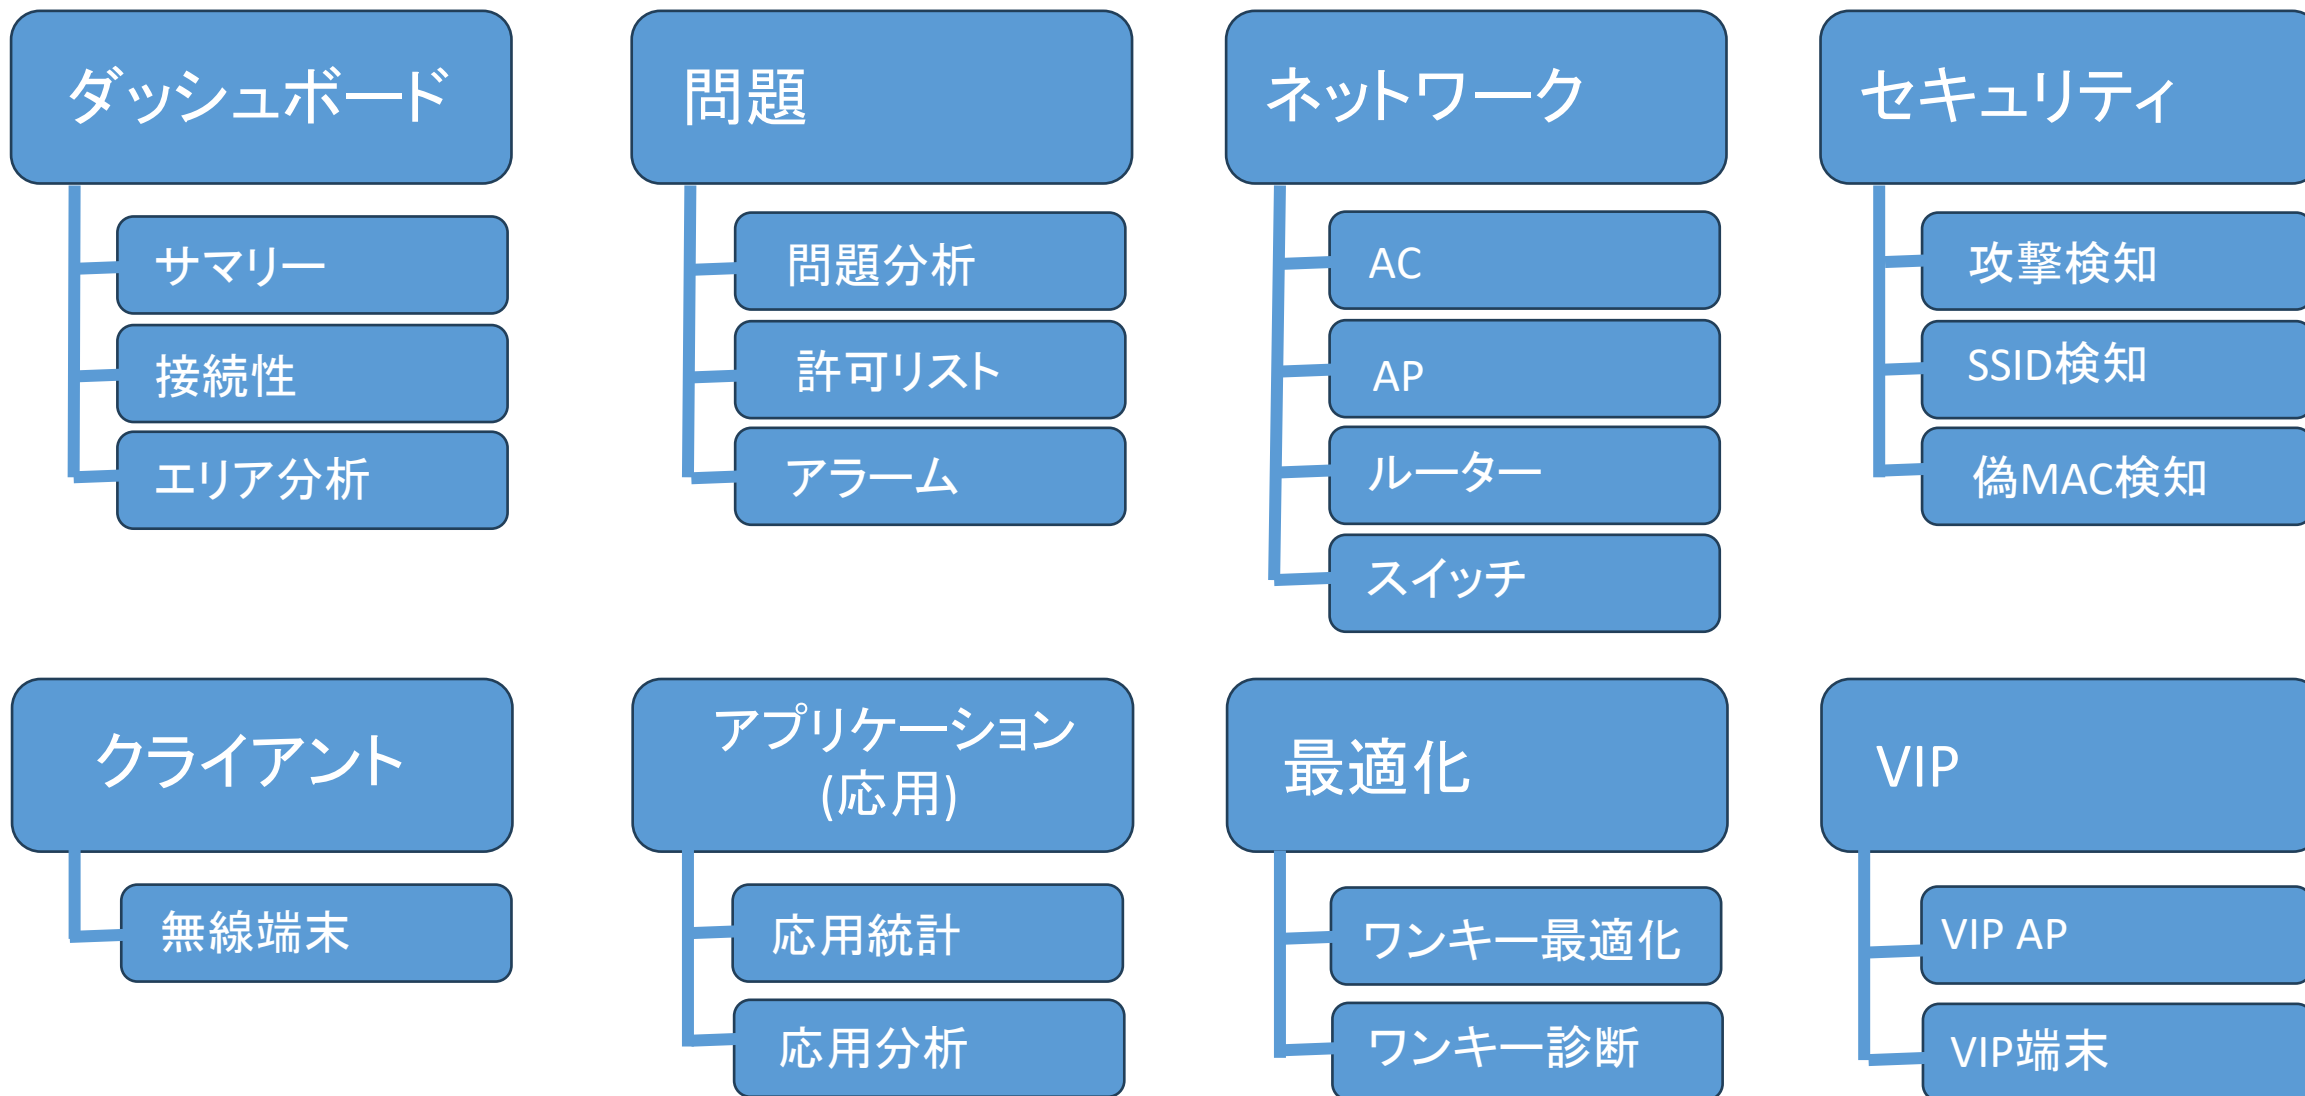 ダッシュボード
サマリー
接続性
エリア分析
問題
問題分析
許可リスト
アラーム
ネットワーク
AC
AP
ルーター
スイッチ
セキュリティ
攻撃検知
SSID検知
偽MAC検知
クライアント
無線端末
アプリケーション
(応用)
応用統計
応用分析
最適化
ワンキー最適化
ワンキー診断
VIP
VIP AP
VIP端末